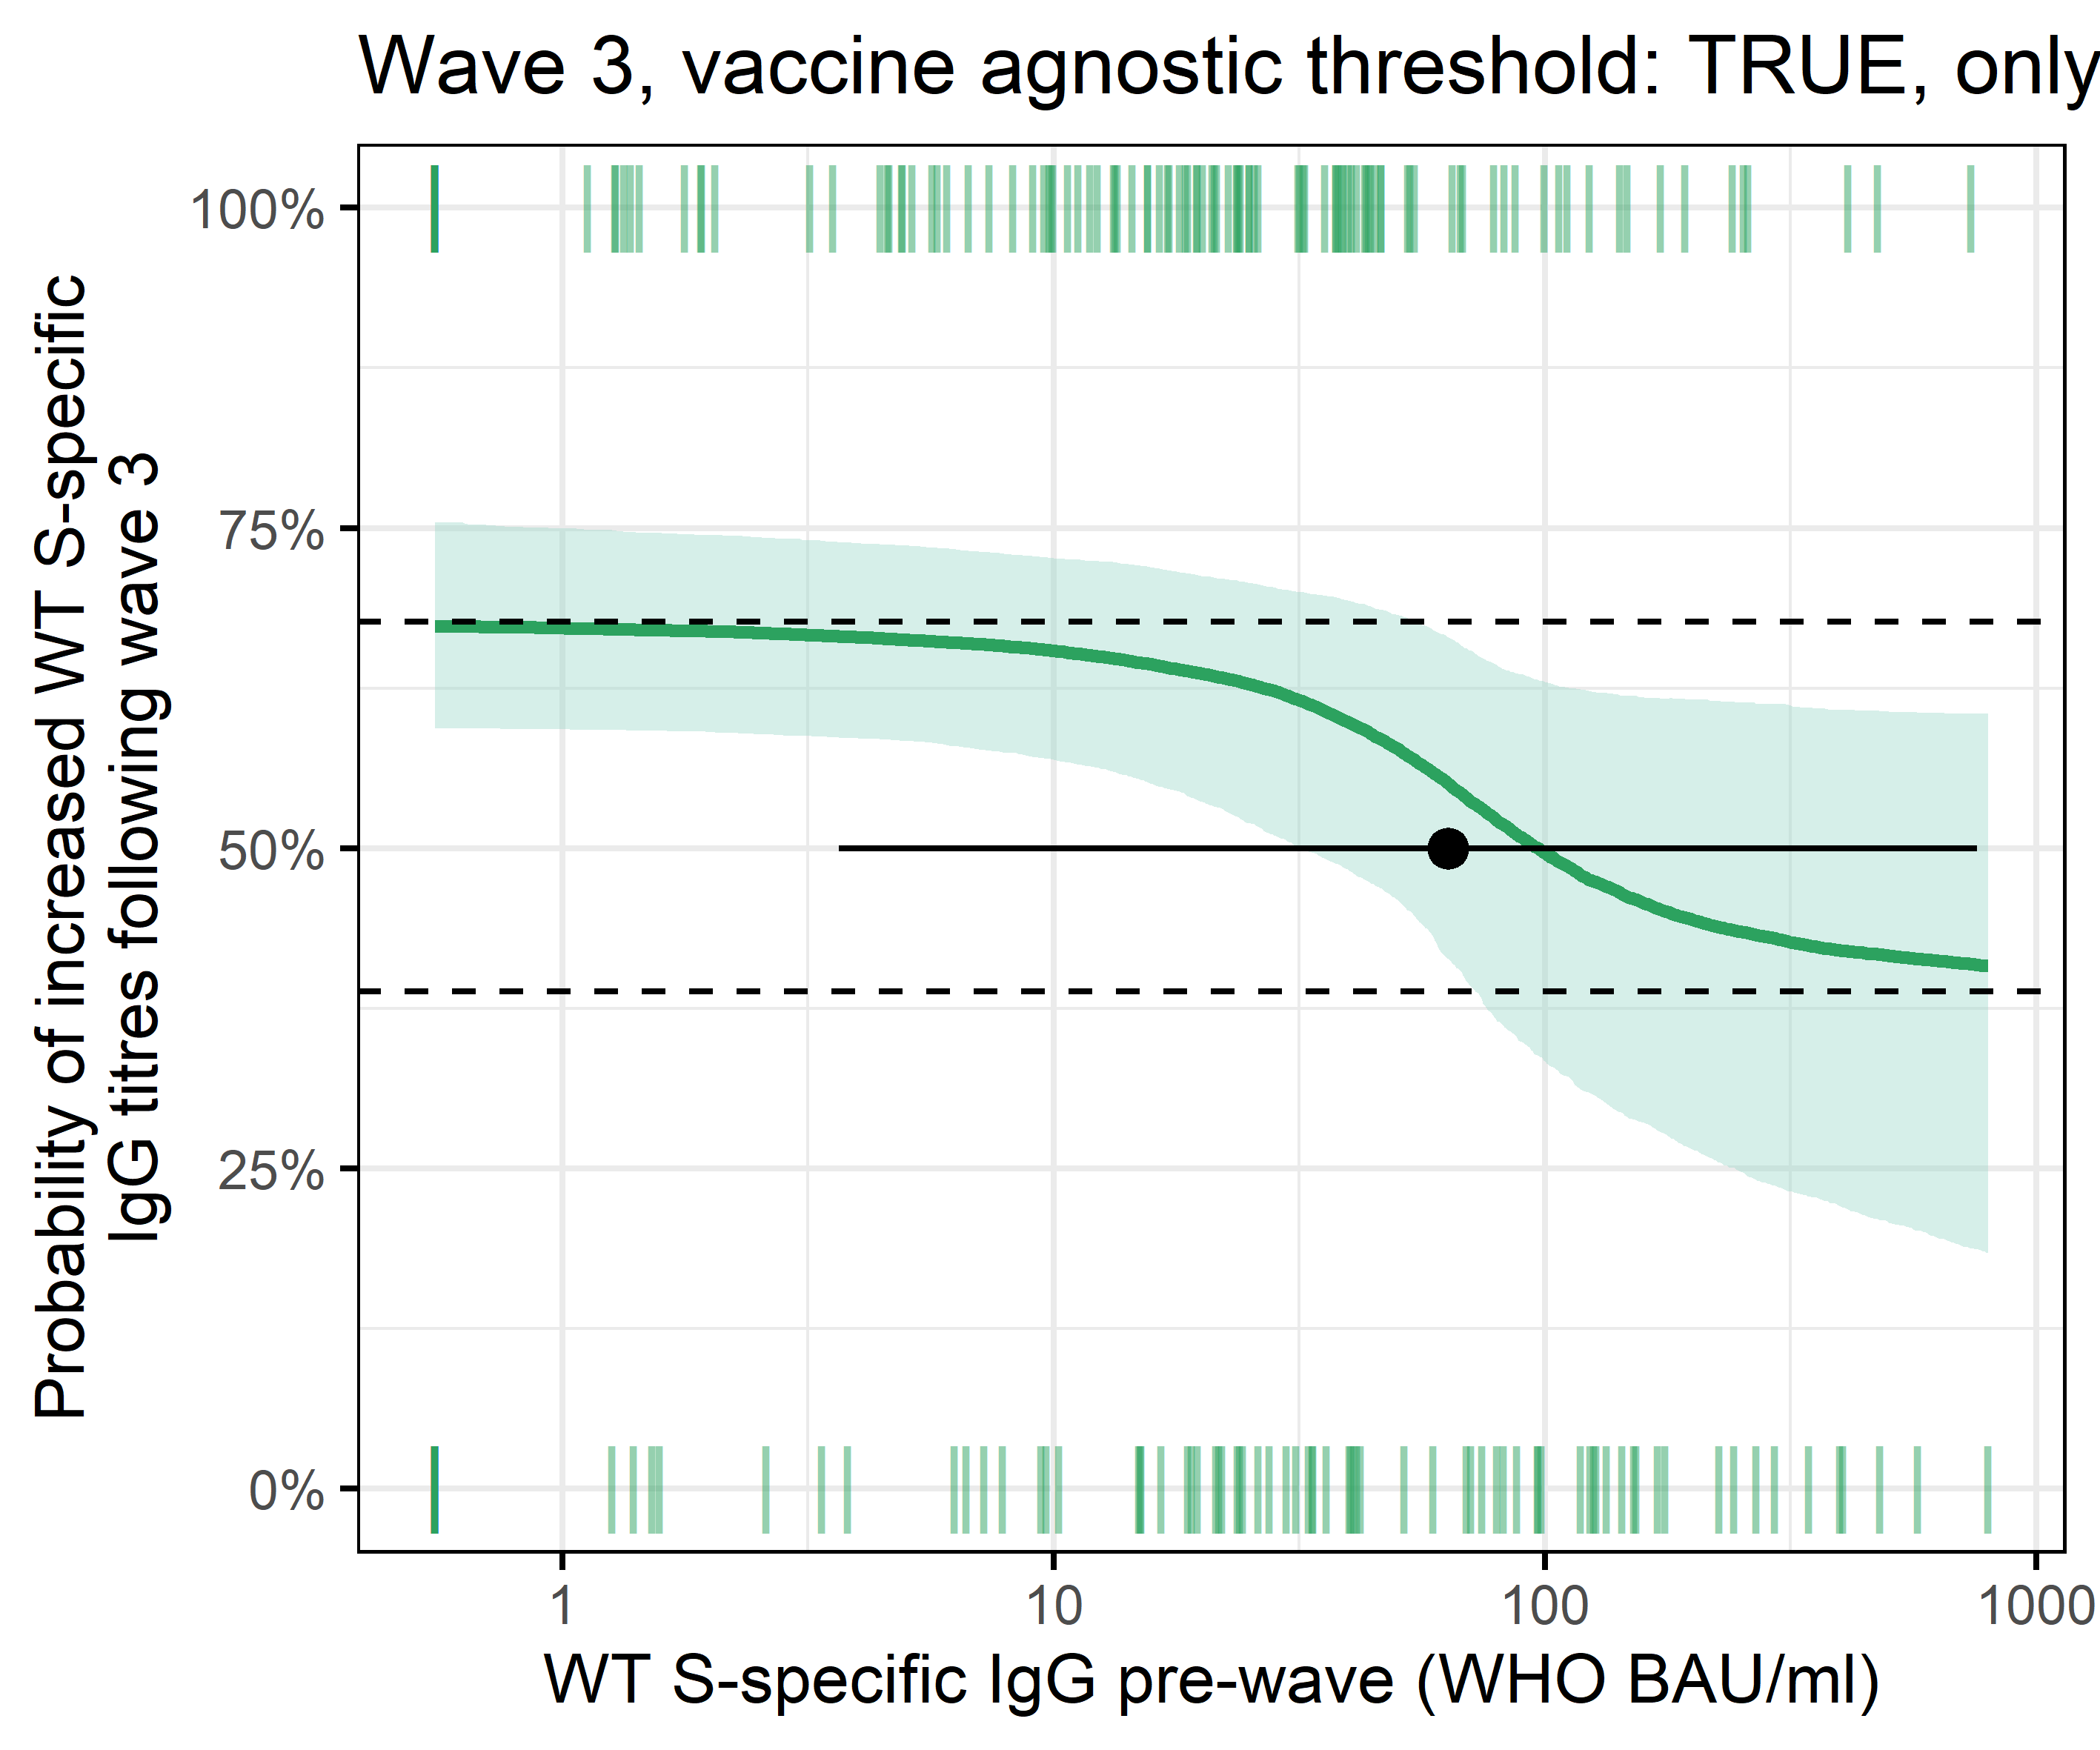 Wave 3, vaccine agnostic threshold: TRUE, only
Probability of increased WT S-specific
IgG titres following wave 3
100%
75%
50%
25%
0%
1
10
100
1000
WT S-specific IgG pre-wave (WHO BAU/ml)